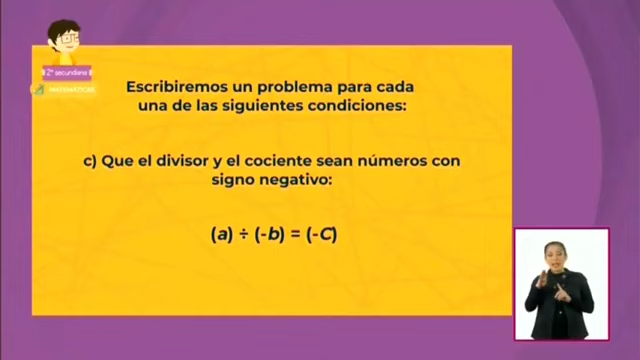 2° secundaria
MATEMÁTICAS
Escribiremos un problema para cada
una de las siguientes condiciones:
c) Que el divisor y el cociente sean números con
signo negativo:
(a) ÷ (-b) = (-C)